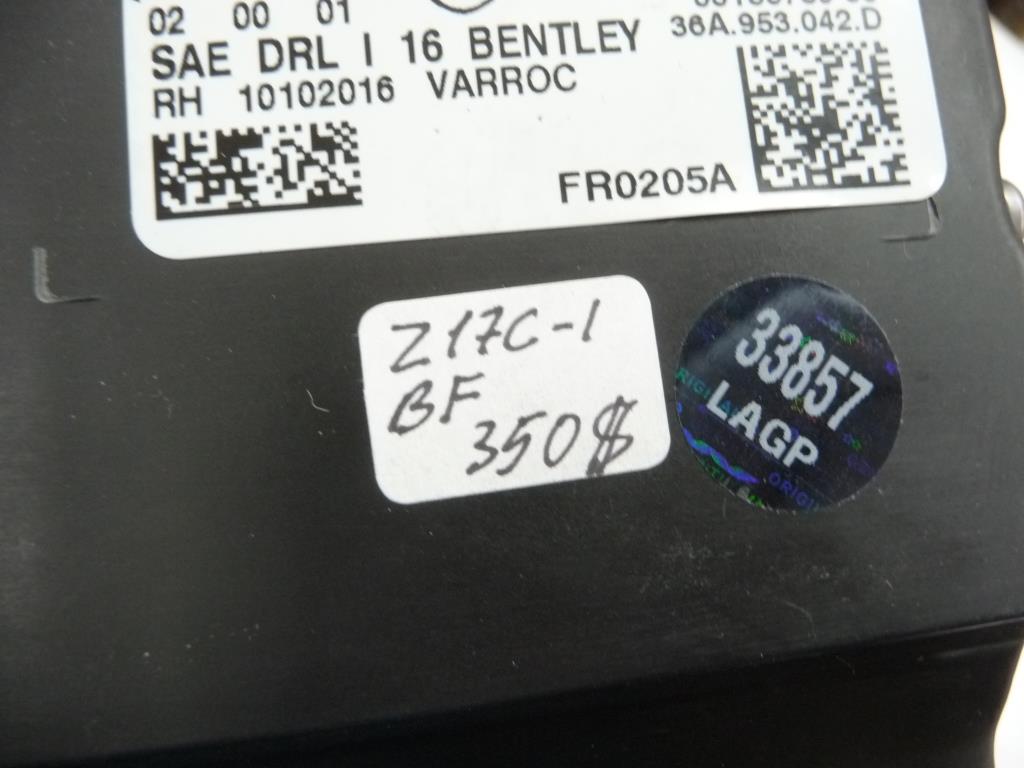 02 00 01
SAE DRL I 16 BENTLEY
36A.953.042.D
RH 10102016 VARROC
FR0205A
Z17C-1
BF
350$
33857
LAGP
ORIGI